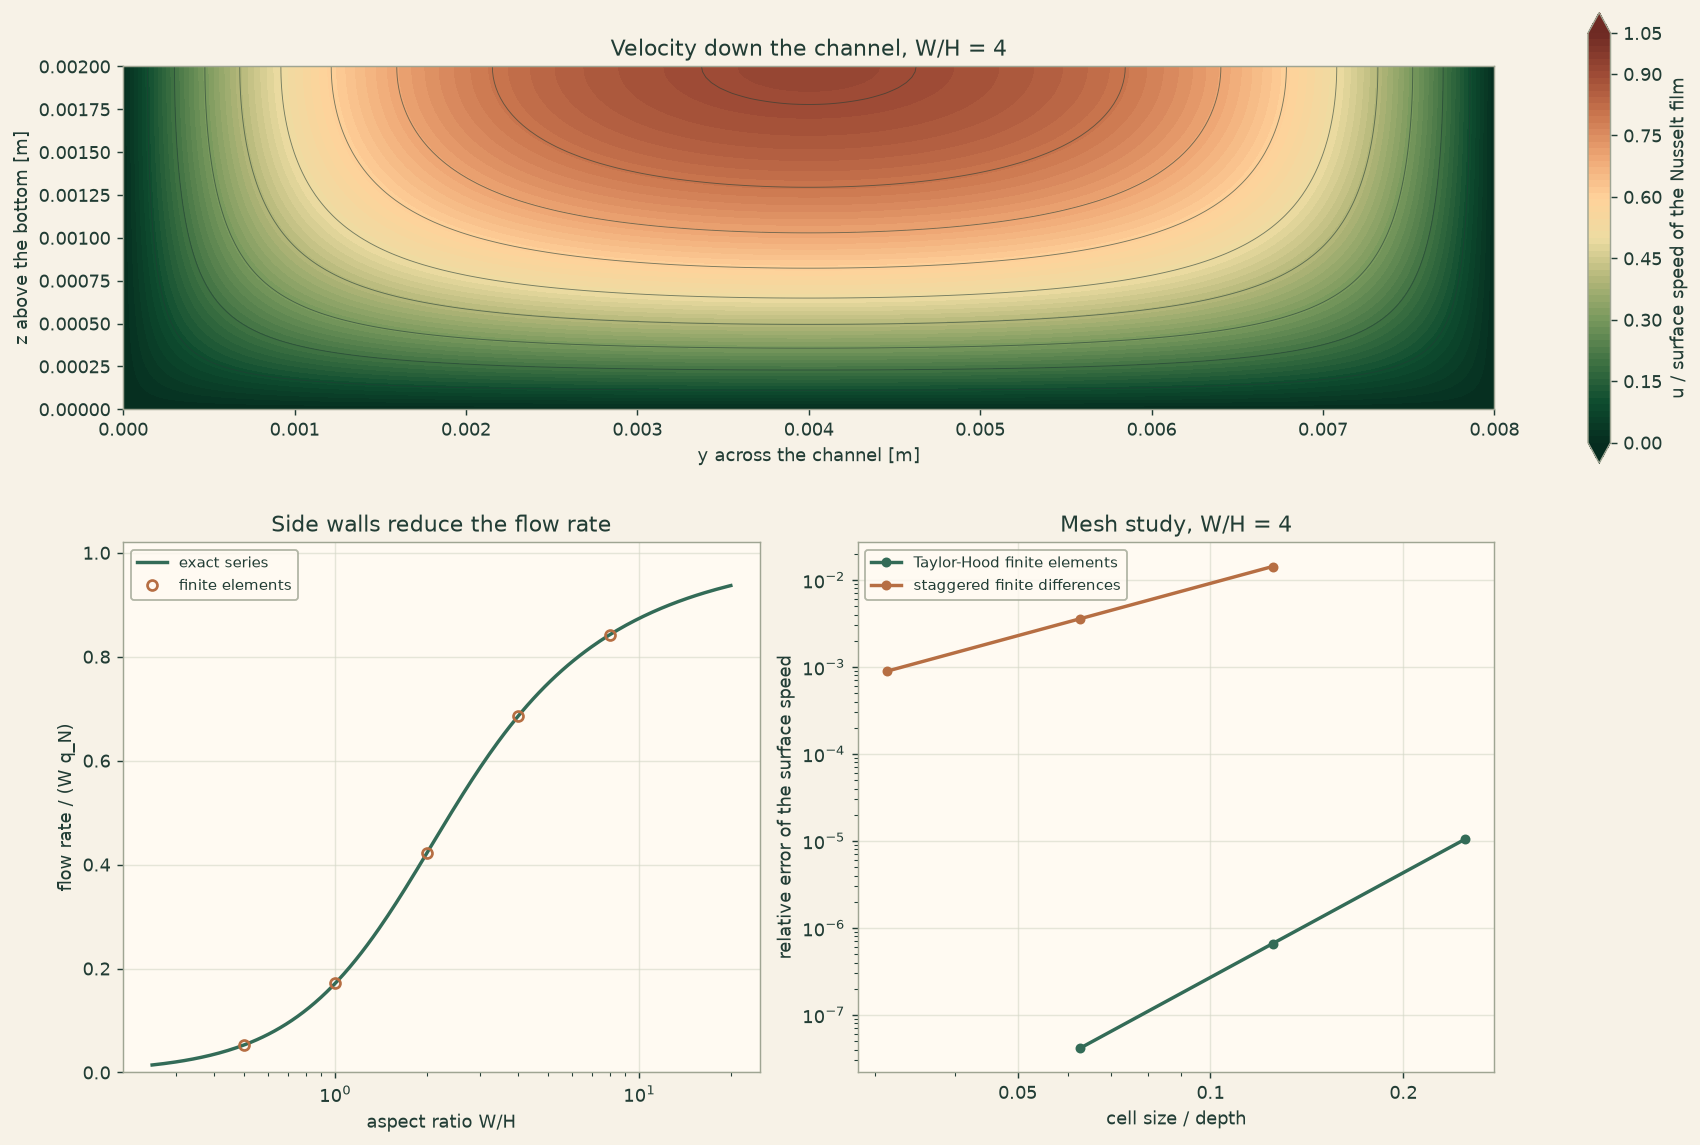 Velocity down the channel, W/H = 4
z above the bottom [m]
0.00200
0.00175
0.00150
0.00125
0.00100
0.00075
0.00050
0.00025
0.00000
0.000 0.001 0.002 0.003 0.004 0.005 0.006 0.007 0.008
y across the channel [m]
1.05
0.90
0.75
0.60
0.45
0.30
0.15
0.00
u / surface speed of the Nusselt film
Side walls reduce the flow rate
exact series
finite elements
flow rate / (W q_N)
1.0
0.8
0.6
0.4
0.2
0.0
10⁰ 10¹
aspect ratio W/H
Mesh study, W/H = 4
Taylor-Hood finite elements
staggered finite differences
relative error of the surface speed
10⁻²
10⁻³
10⁻⁴
10⁻⁵
10⁻⁶
10⁻⁷
0.05 0.1 0.2
cell size / depth